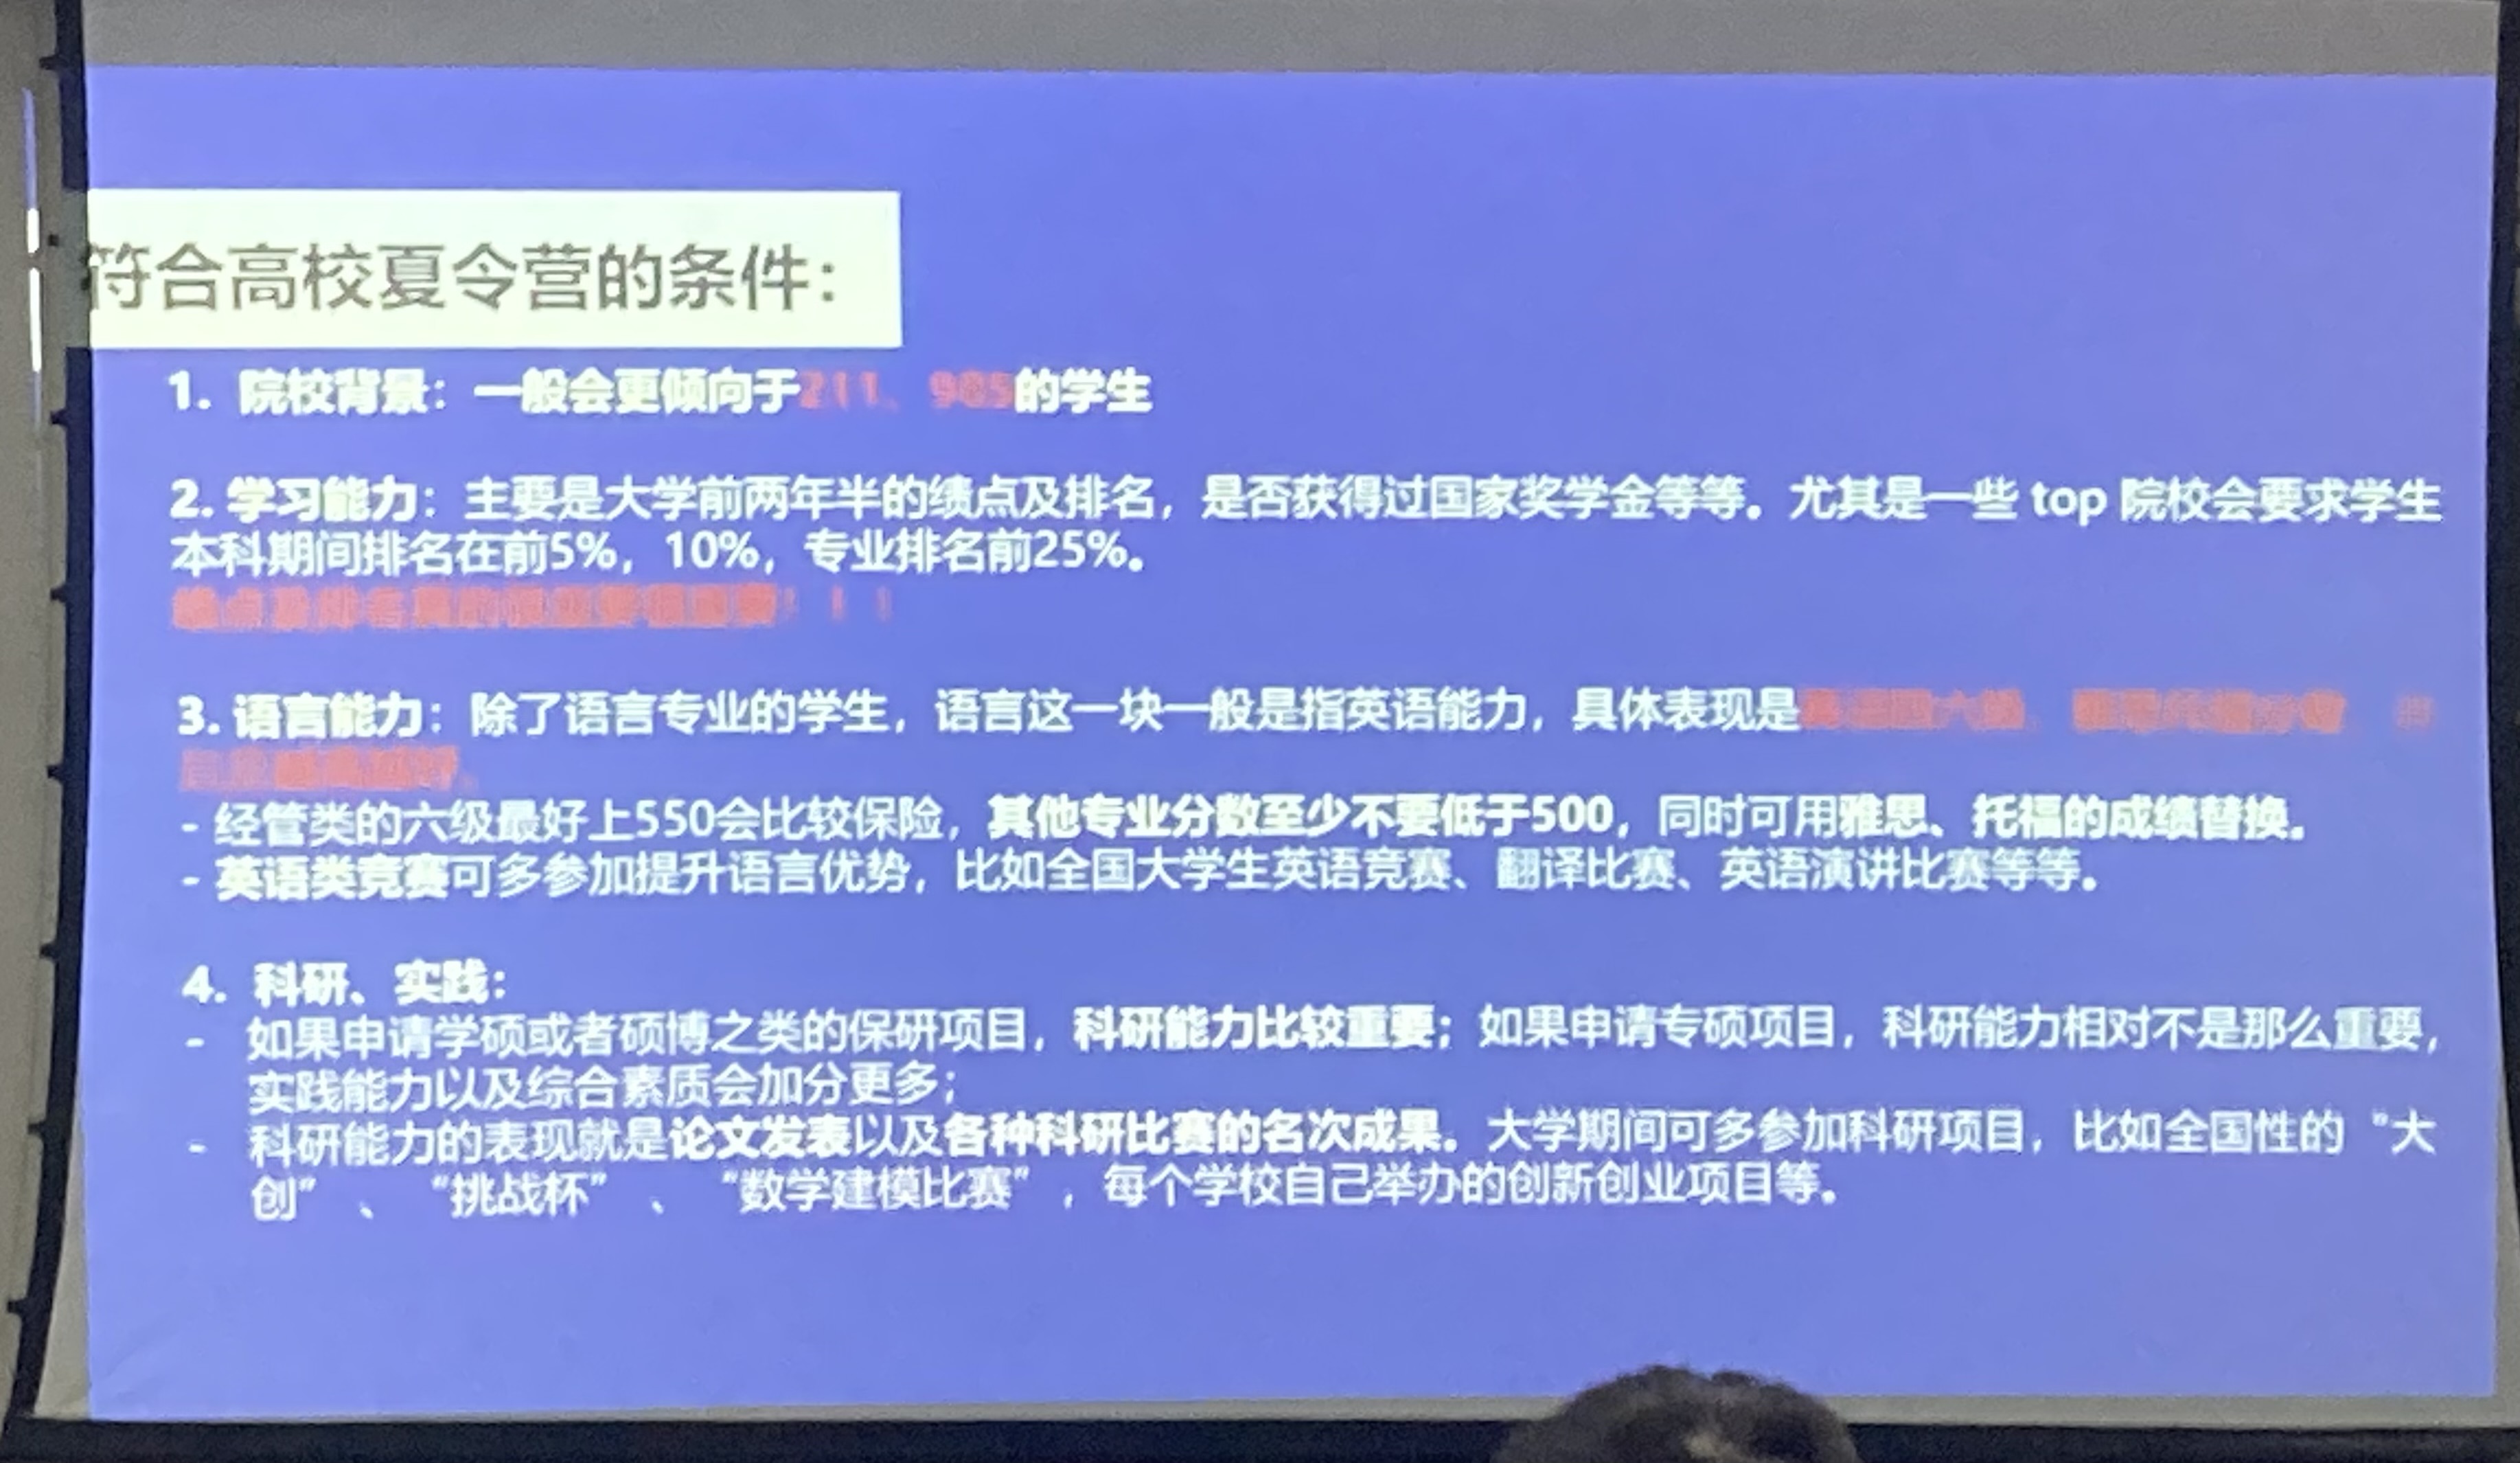 符合高校夏令营的条件：
1. 院校背景：一般会更倾向于211、985的学生
2. 学习能力：主要是大学前两年半的绩点及排名，是否获得过国家奖学金等等。尤其是一些 top 院校会要求学生
本科期间排名在前5%，10%，专业排名前25%。
！！！
3. 语言能力：除了语言专业的学生，语言这一块一般是指英语能力，具体表现是
- 经管类的六级最好上550会比较保险，其他专业分数至少不要低于500，同时可用雅思、托福的成绩替换。
- 英语类竞赛可多参加提升语言优势，比如全国大学生英语竞赛、翻译比赛、英语演讲比赛等等。
4. 科研、实践：
- 如果申请学硕或者硕博之类的保研项目，科研能力比较重要；如果申请专硕项目，科研能力相对不是那么重要，
实践能力以及综合素质会加分更多；
- 科研能力的表现就是论文发表以及各种科研比赛的名次成果。大学期间可多参加科研项目，比如全国性的 "大
创" 、 "挑战杯" 、 "数学建模比赛" ，每个学校自己举办的创新创业项目等。